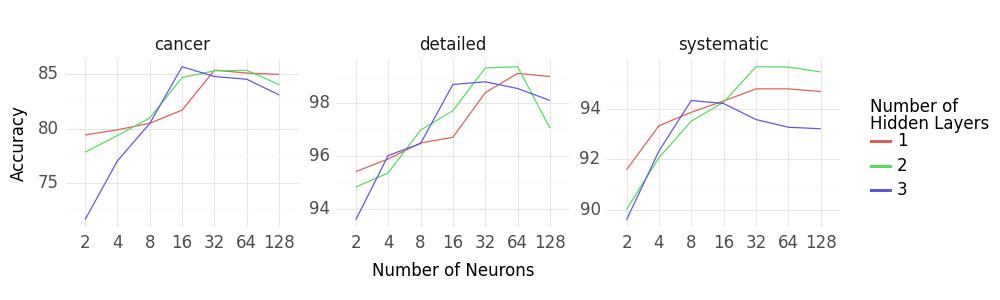 cancer
detailed
systematic
Accuracy
85
80
75
98
96
94
94
92
90
2 4 8 16 32 64 128
2 4 8 16 32 64 128
2 4 8 16 32 64 128
Number of Neurons
Number of
Hidden Layers
1
2
3